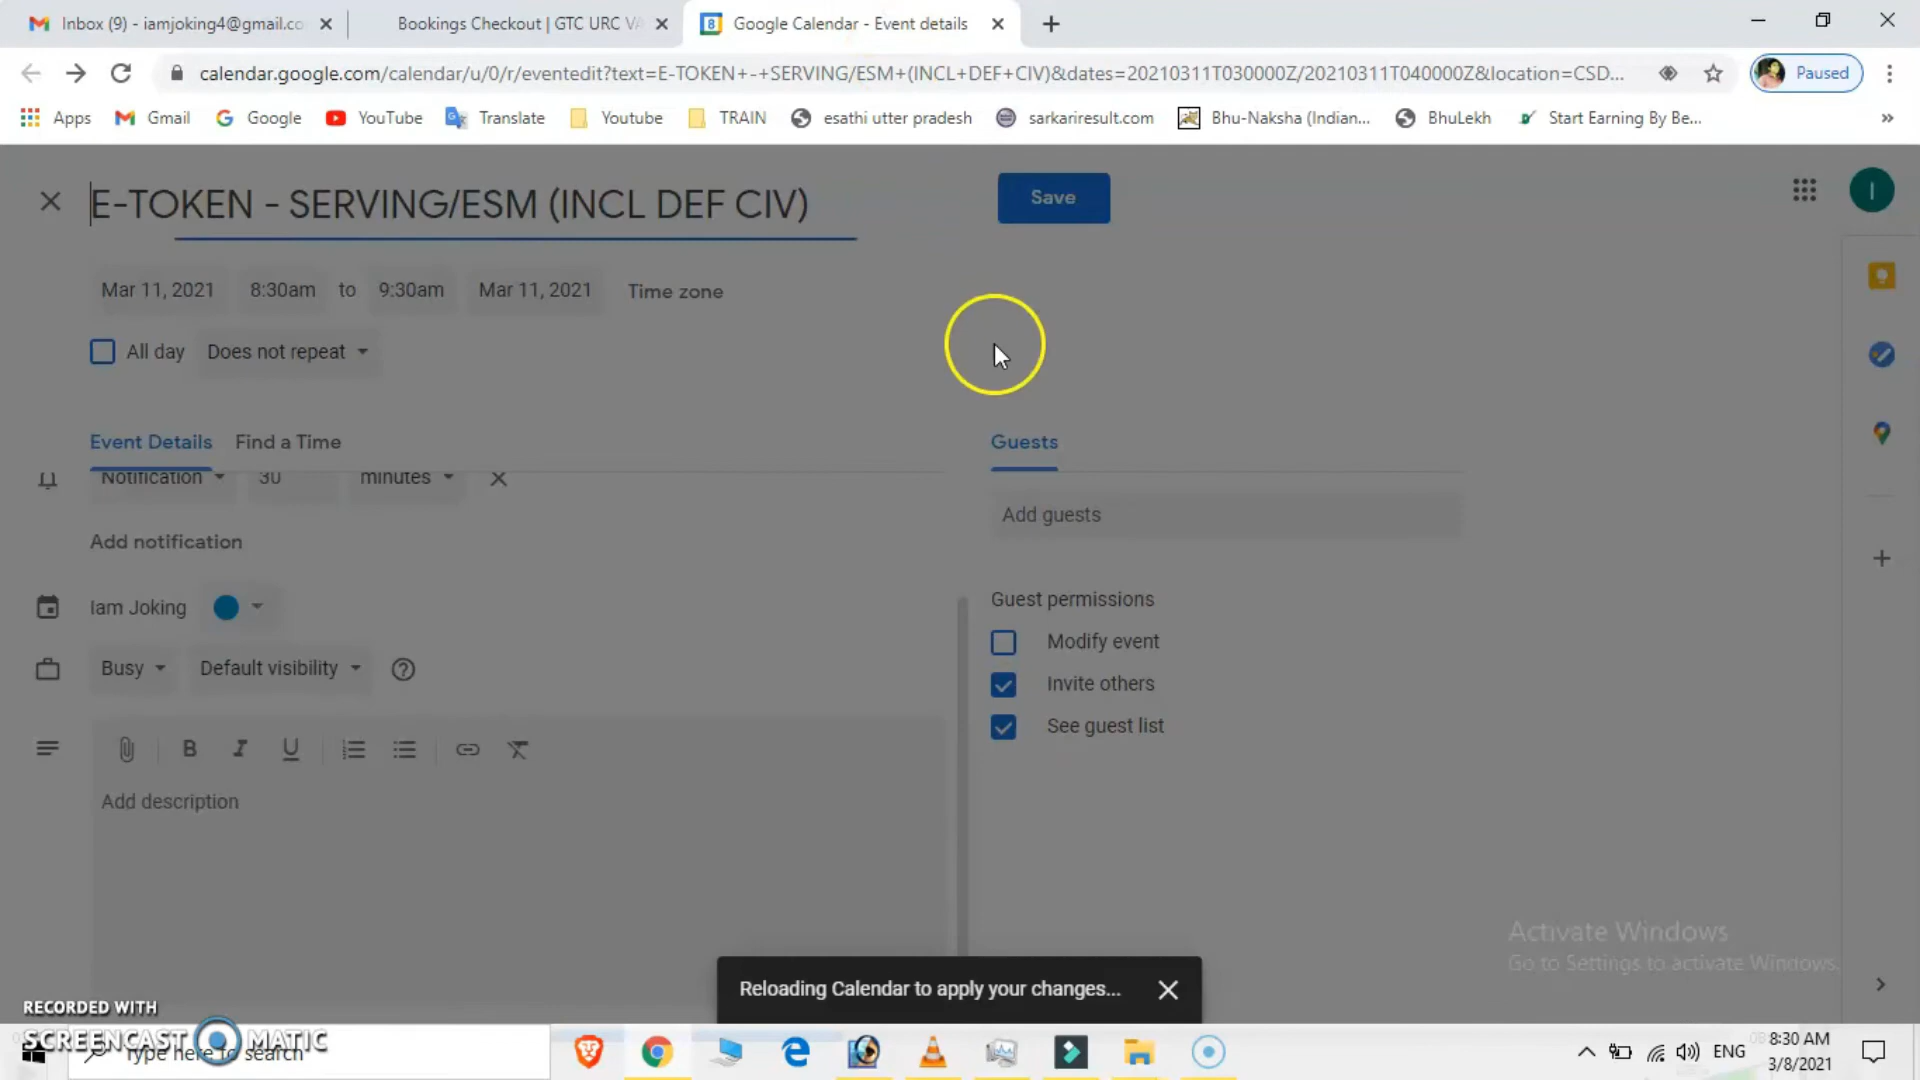 Inbox (9) - iamjoking4@gmail.co
Bookings Checkout | GTC URC VA
Google Calendar - Event details
calendar.google.com/calendar/u/0/r/eventedit?text=E-TOKEN+-+SERVING/ESM+(INCL+DEF+CIV)&dates=20210311T030000Z/20210311T040000Z&location=CSD...
Paused
Apps
Gmail
Google
YouTube
Translate
Youtube
TRAIN
esathi utter pradesh
sarkariresult.com
Bhu-Naksha (Indian...
BhuLekh
Start Earning By Be...
»
E-TOKEN - SERVING/ESM (INCL DEF CIV)
Save
I
Mar 11, 2021 8:30am to 9:30am Mar 11, 2021 Time zone
All day Does not repeat
Event Details Find a Time
Guests
Notification 30 minutes
Add guests
Add notification
Guest permissions
Iam Joking
Modify event
Busy Default visibility
Invite others
See guest list
B I U
Add description
Activate Windows
Go to Settings to activate Windows.
Reloading Calendar to apply your changes...
RECORDED WITH
SCREENCAST MATIC
Type here to search
ENG
8:30 AM
3/8/2021